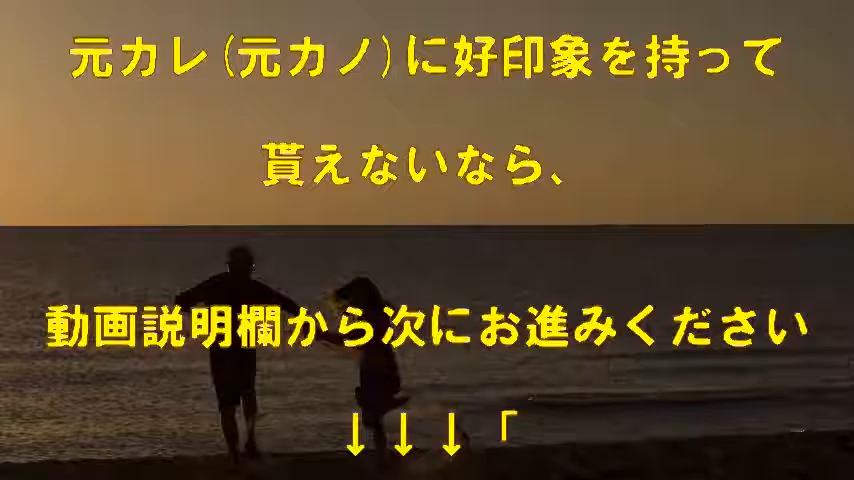 元カレ(元カノ)に好印象を持って
貰えないなら、
動画説明欄から次にお進みください
↓↓↓「